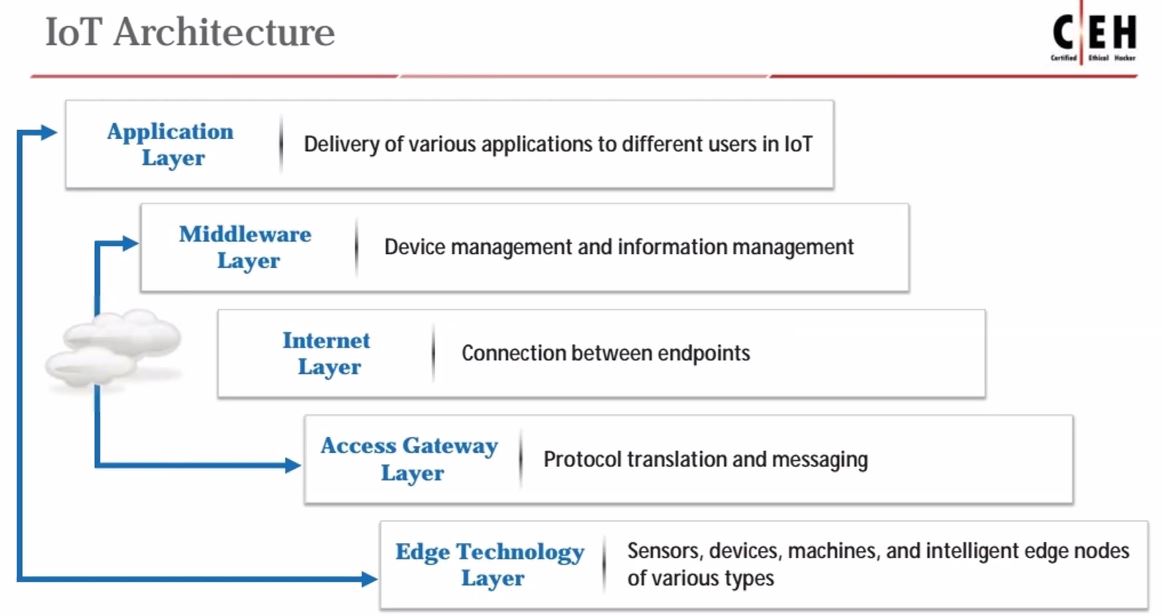 IoT Architecture
C EH
Certified Ethical Hacker
Application
Layer
Delivery of various applications to different users in IoT
Middleware
Layer
Device management and information management
Internet
Layer
Connection between endpoints
Access Gateway
Layer
Protocol translation and messaging
Edge Technology
Layer
Sensors, devices, machines, and intelligent edge nodes
of various types